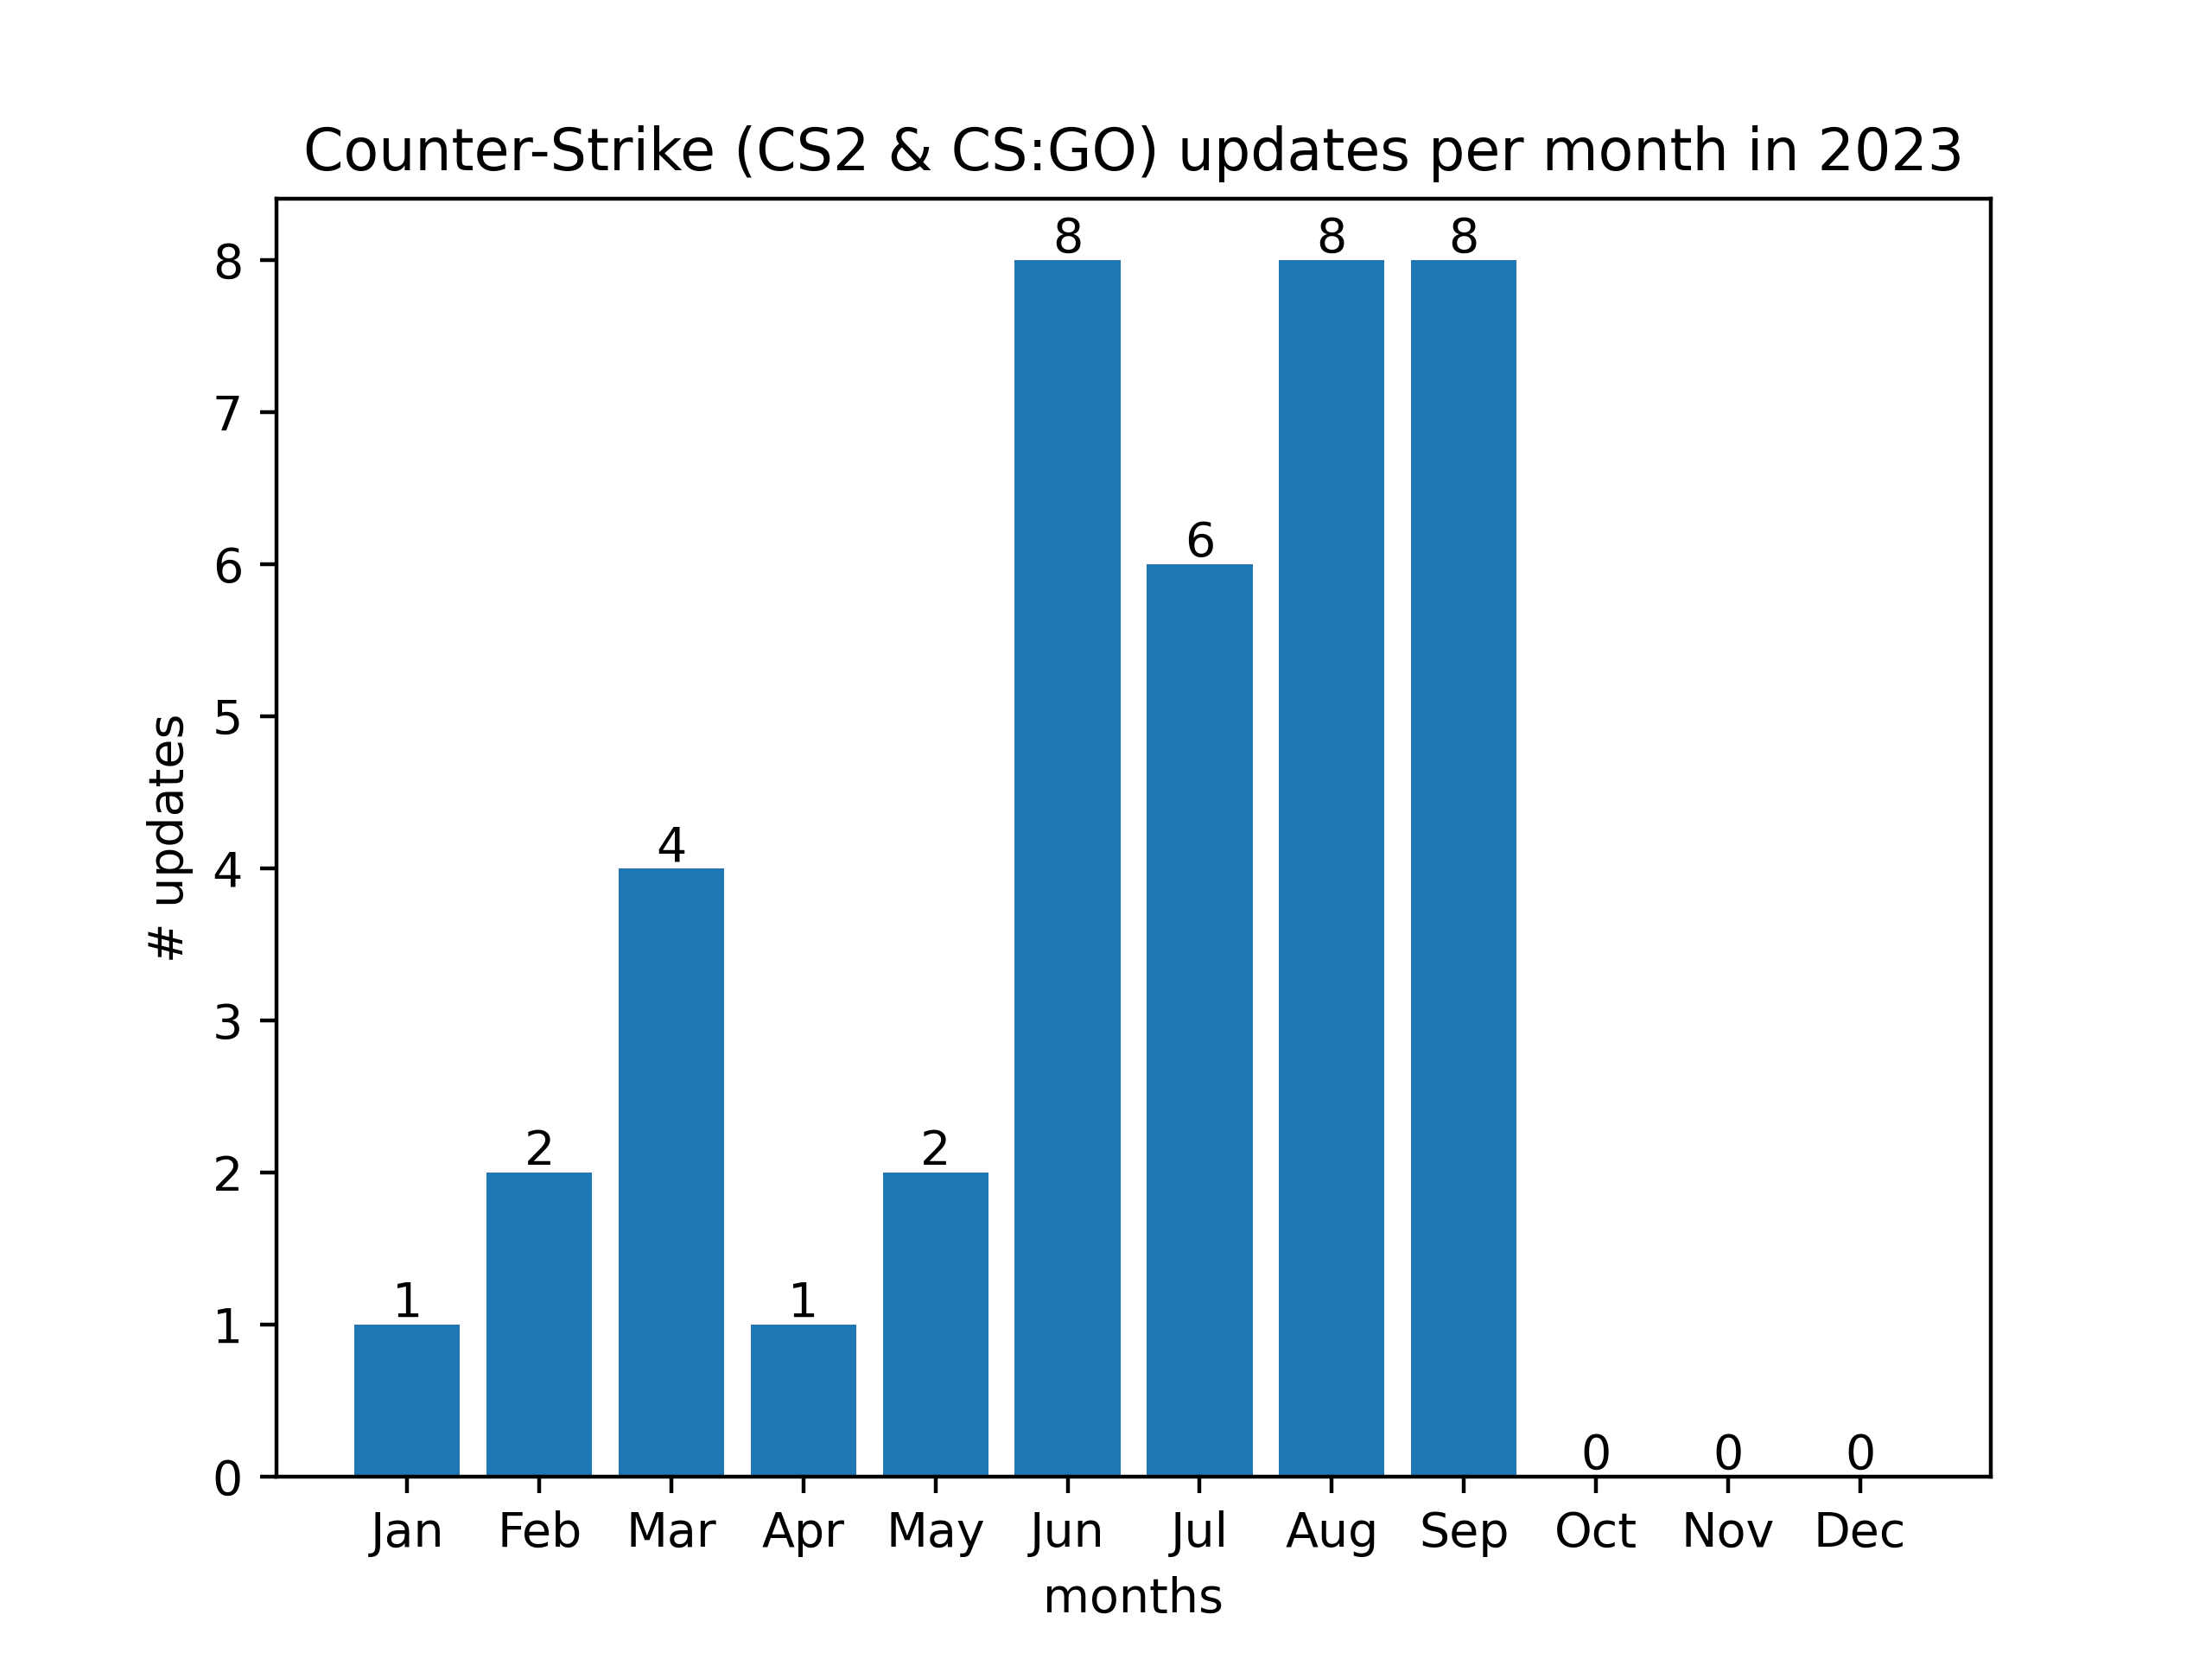 Counter-Strike (CS2 & CS:GO) updates per month in 2023
8 8 8
8
7
6
6
5
# updates
4
4
3
2 2
2
1 1
1
0 0 0
0
Jan Feb Mar Apr May Jun Jul Aug Sep Oct Nov Dec
months